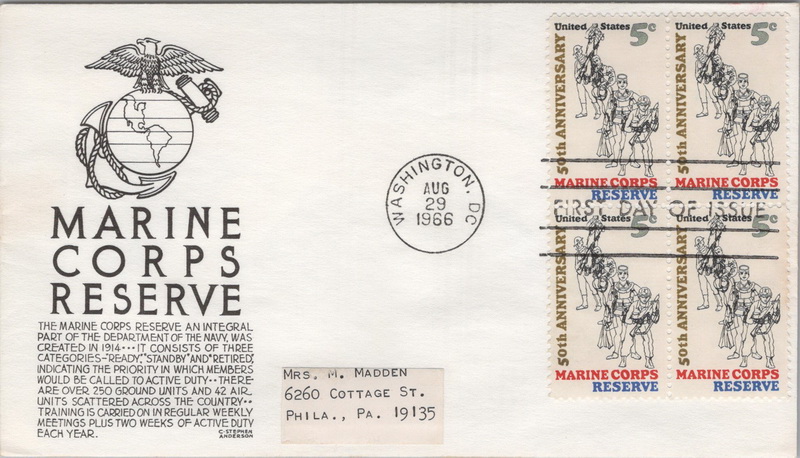 MARINE
CORPS
RESERVE
THE MARINE CORPS RESERVE AN INTEGRAL
PART OF THE DEPARTMENT OF THE NAVY, WAS
CREATED IN 1914···IT CONSISTS OF THREE
CATEGORIES-"READY","STANDBY"AND"RETIRED",
INDICATING THE PRIORITY IN WHICH MEMBERS
WOULD BE CALLED TO ACTIVE DUTY··THERE
ARE OVER 250 GROUND UNITS AND 42 AIR
UNITS SCATTERED ACROSS THE COUNTRY··
TRAINING IS CARRIED ON IN REGULAR WEEKLY
MEETINGS PLUS TWO WEEKS OF ACTIVE DUTY
EACH YEAR.
C·STEPHEN
ANDERSON
WASHINGTON, DC
AUG
29
1966
MRS. M. MADDEN
6260 COTTAGE ST.
PHILA., PA. 19135
United States 5c
50th ANNIVERSARY
MARINE CORPS
RESERVE
United States 5c
50th ANNIVERSARY
MARINE CORPS
RESERVE
FIRST DAY OF ISSUE
United States 5c
50th ANNIVERSARY
MARINE CORPS
RESERVE
United States 5c
50th ANNIVERSARY
MARINE CORPS
RESERVE